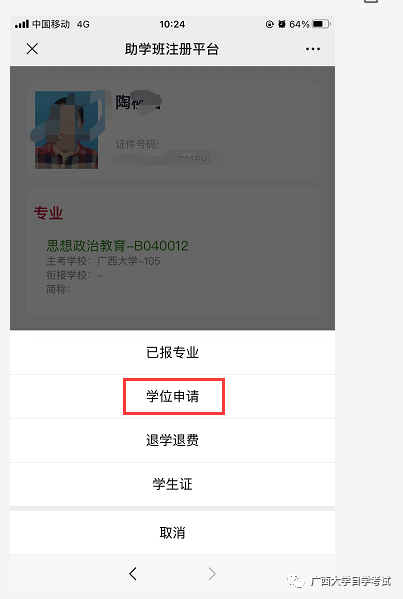 中国移动 4G 10:24 64%
助学班注册平台
陶
证件号码:
专业
思想政治教育-B040012
主考学校: 广西大学-105
衔接学校: -
简称:
已报专业
学位申请
退学退费
学生证
取消
广西大学自学考试